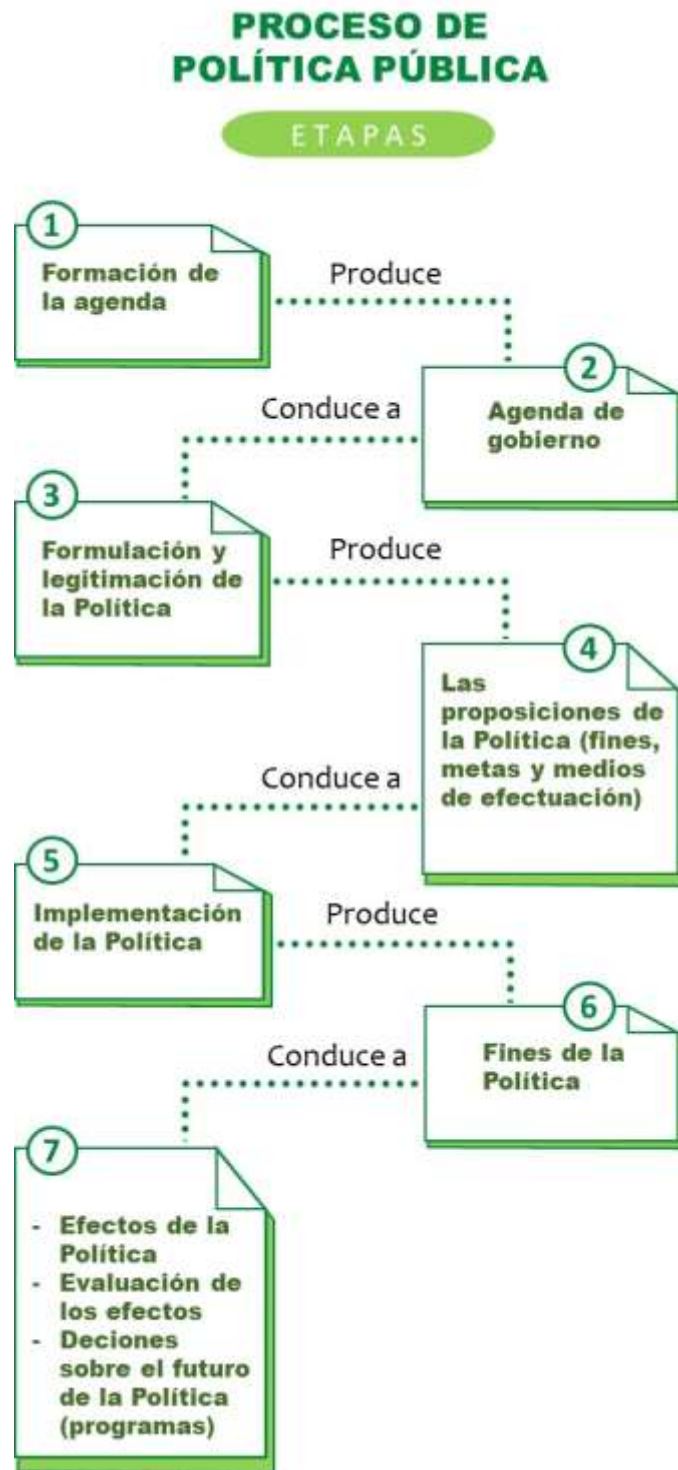 PROCESO DE
POLÍTICA PÚBLICA
ETAPAS
1
Formación de
la agenda
Produce
2
Agenda de
gobierno
Conduce a
3
Formulación y
legitimación de
la Política
Produce
4
Las
proposiciones de
la Política (fines,
metas y medios
de efectuación)
Conduce a
5
Implementación
de la Política
Produce
6
Fines de la
Política
Conduce a
7
- Efectos de la
Política
- Evaluación de
los efectos
- Deciones
sobre el futuro
de la Política
(programas)